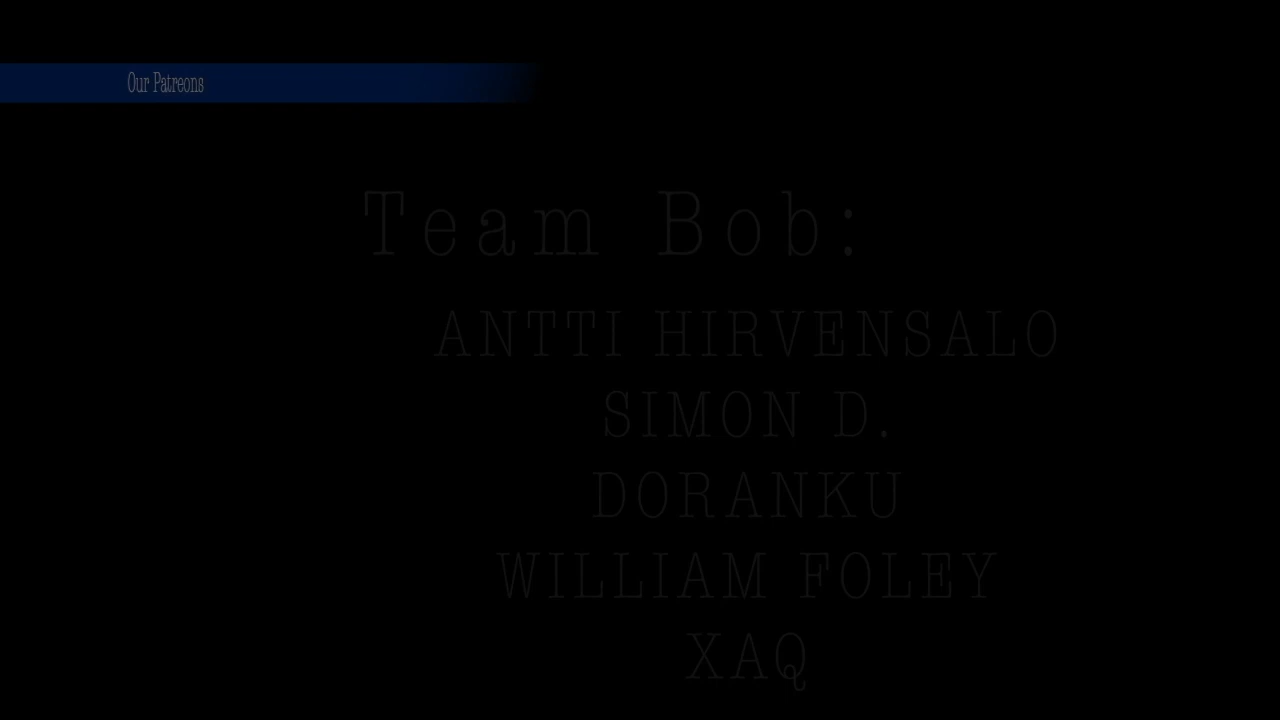 Our Patreons
Team Bob:
ANTTI HIRVENSALO
SIMON D.
DORANKU
WILLIAM FOLEY
XAQ